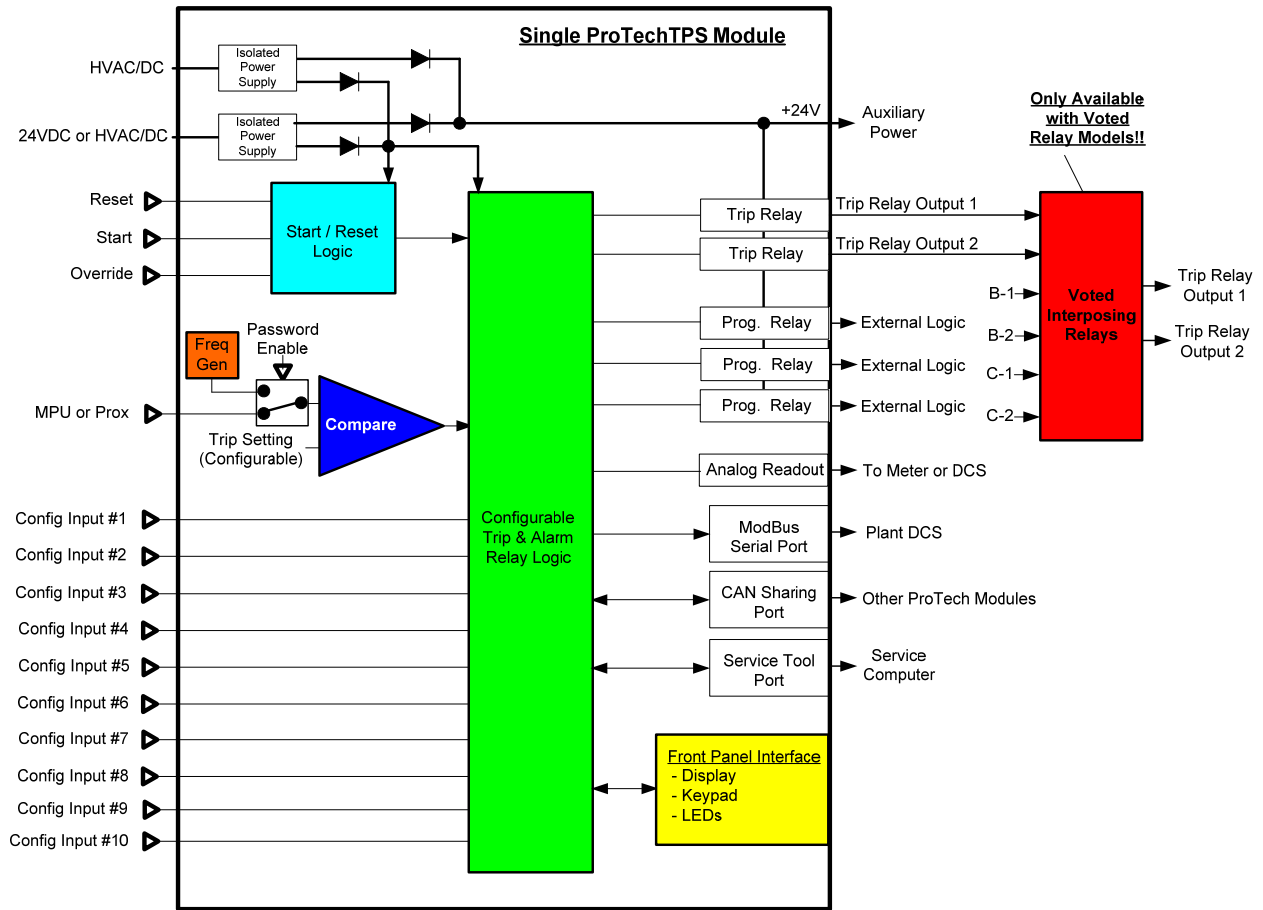 Single ProTechTPS Module
HVAC/DC
Isolated
Power
Supply
24VDC or HVAC/DC
Isolated
Power
Supply
+24V
Auxiliary
Power
Only Available
with Voted
Relay Models!!
Reset
Start
Override
Start / Reset
Logic
Trip Relay
Trip Relay Output 1
Trip Relay
Trip Relay Output 2
B-1
B-2
C-1
C-2
Voted
Interposing
Relays
Trip Relay
Output 1
Trip Relay
Output 2
Prog. Relay
External Logic
Prog. Relay
External Logic
Prog. Relay
External Logic
Freq
Gen
Password
Enable
MPU or Prox
Trip Setting
(Configurable)
Compare
Analog Readout
To Meter or DCS
Configurable
Trip & Alarm
Relay Logic
ModBus
Serial Port
Plant DCS
CAN Sharing
Port
Other ProTech Modules
Service Tool
Port
Service
Computer
Config Input #1
Config Input #2
Config Input #3
Config Input #4
Config Input #5
Config Input #6
Config Input #7
Config Input #8
Config Input #9
Config Input #10
Front Panel Interface
- Display
- Keypad
- LEDs